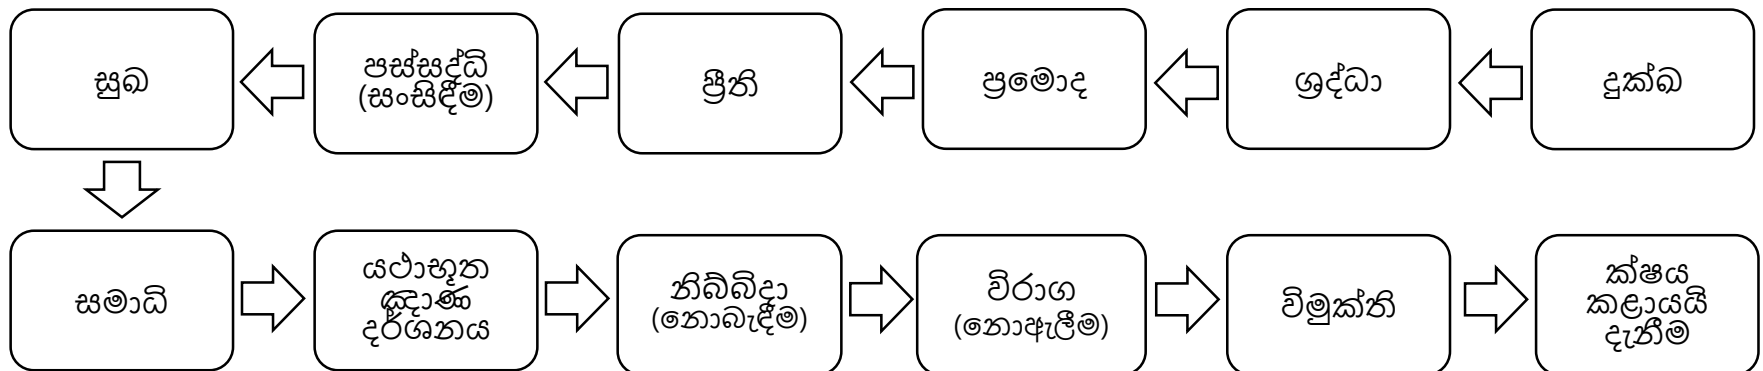 සුඛ
පස්සද්ධි
(සංසිඳීම)
ප්‍රීති
ප්‍රමොද
ශ්‍රද්ධා
දුක්ඛ
සමාධි
යථාභූත
ඤාණ
දර්ශනය
නිබ්බිදා
(නොබැඳීම)
විරාග
(නොඇලීම)
විමුක්ති
ක්ෂය
කළායයි
දැනීම